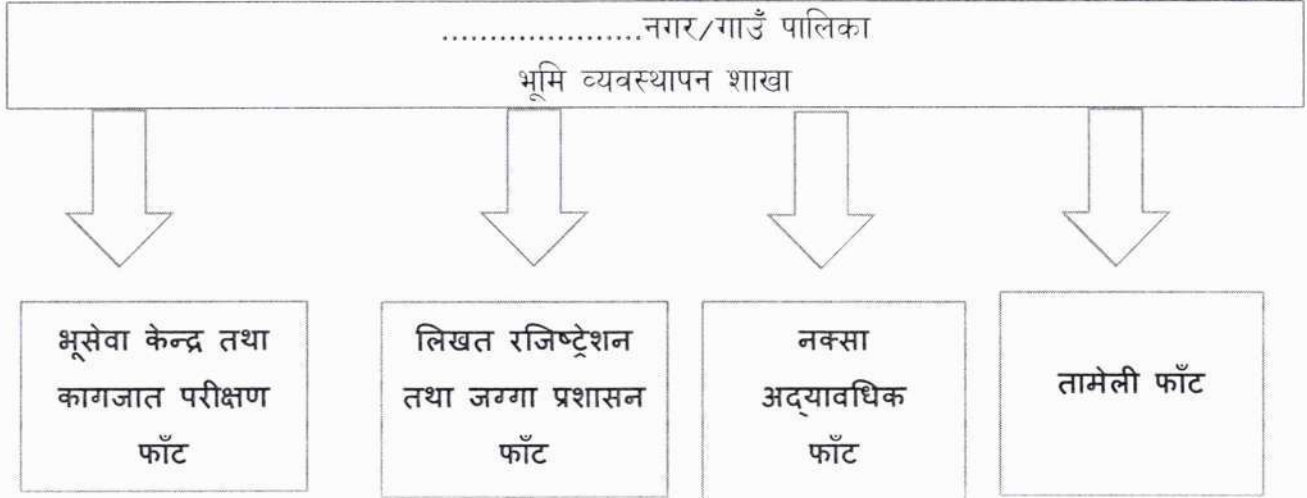 .....................नगर/गाउँ पालिका
भूमि व्यवस्थापन शाखा
भूसेवा केन्द्र तथा
कागजात परीक्षण
फाँट
लिखत रजिष्ट्रेशन
तथा जग्गा प्रशासन
फाँट
नक्सा
अद्यावधिक
फाँट
तामेली फाँट